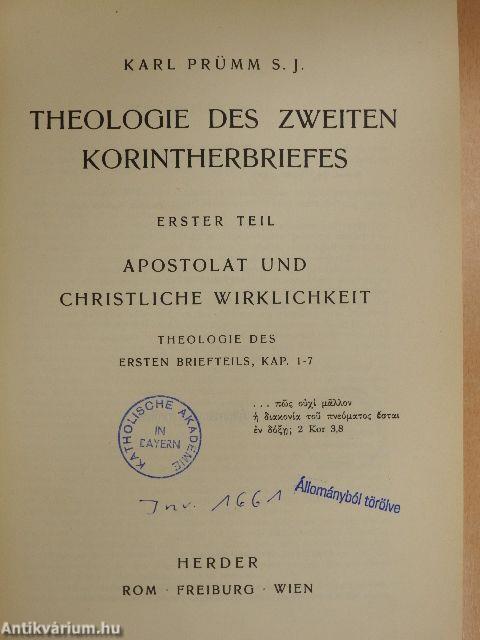 KARL PRÜMM S. J.
THEOLOGIE DES ZWEITEN
KORINTHERBRIEFES
ERSTER TEIL
APOSTOLAT UND
CHRISTLICHE WIRKLICHKEIT
THEOLOGIE DES
ERSTEN BRIEFTEILS, KAP. 1-7
. . . πῶς οὐχὶ μᾶλλον
ἡ διακονία τοῦ πνεύματος ἔσται
ἐν δόξῃ; 2 Kor 3,8
KATHOLISCHE AKADEMIE
IN
BAYERN
Inv. 1661
Állományból törölve
HERDER
ROM · FREIBURG · WIEN
Antikvárium.hu